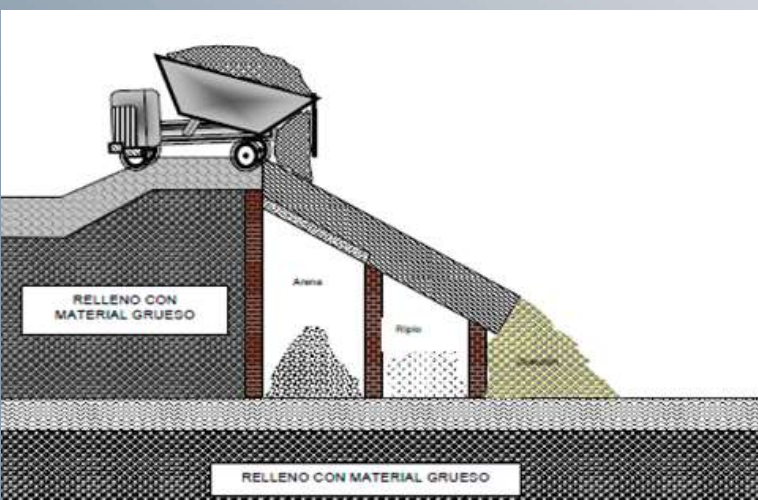 Arena
Ripio
RELLENO CON
MATERIAL GRUESO
RELLENO CON MATERIAL GRUESO